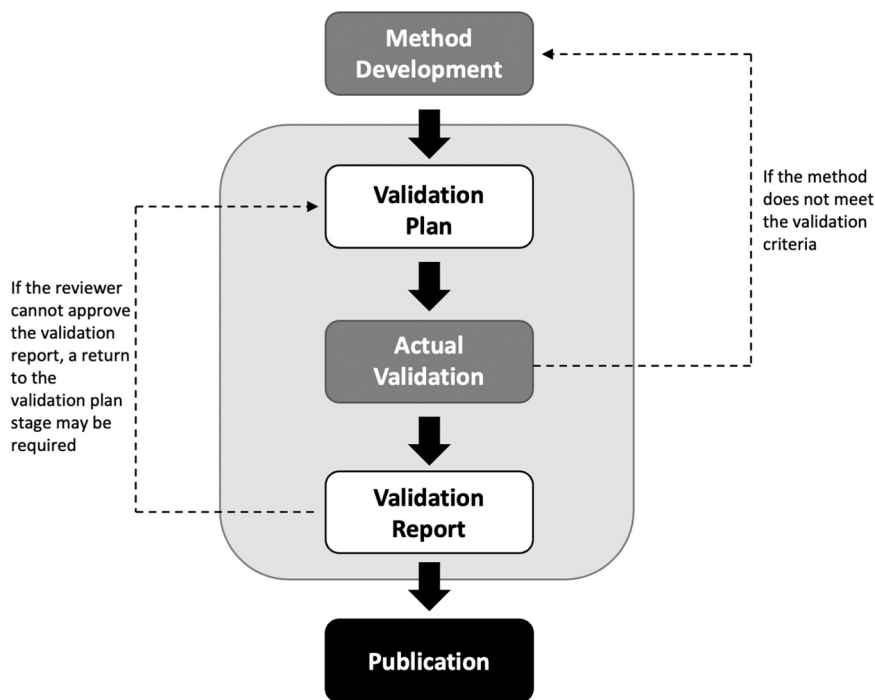 Method
Development
Validation
Plan
If the method
does not meet
the validation
criteria
If the reviewer
cannot approve
the validation
report, a return
to the
validation plan
stage may be
required
Actual
Validation
Validation
Report
Publication